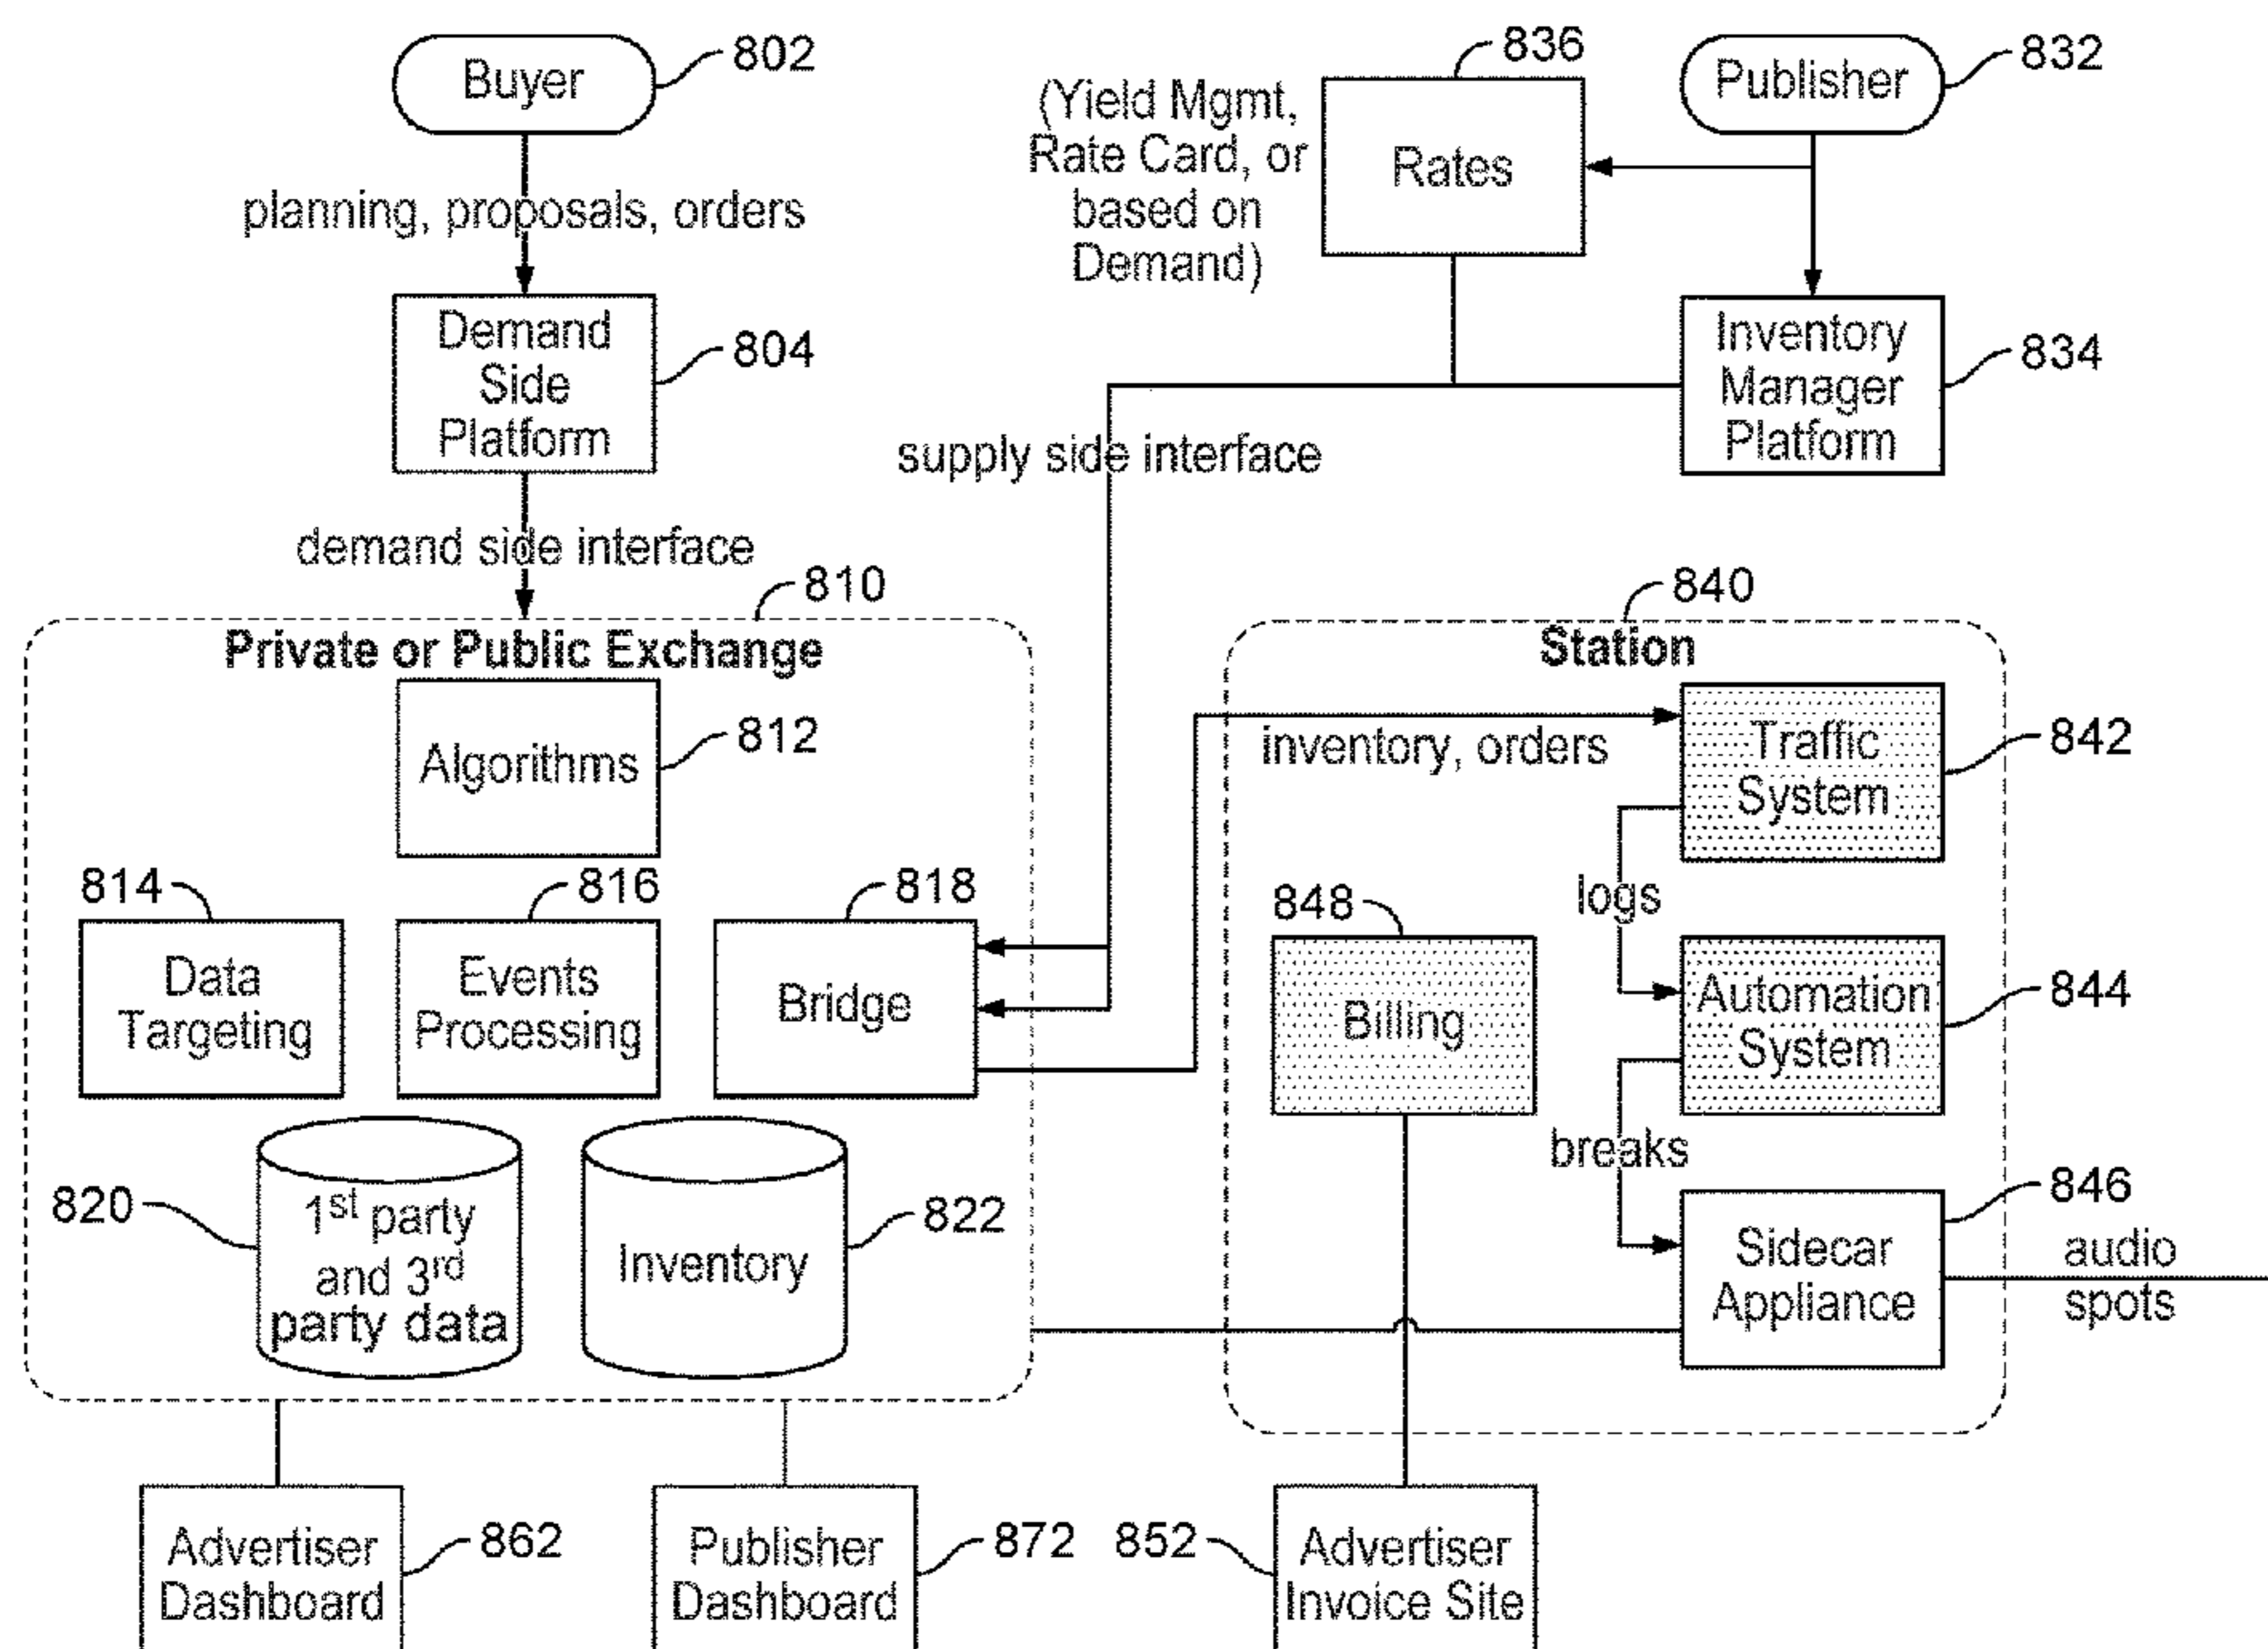 Buyer
802
planning, proposals, orders
Demand
Side
Platform
804
demand side interface
836
(Yield Mgmt,
Rate Card, or
based on
Demand)
Rates
Publisher
832
Inventory
Manager
Platform
834
supply side interface
810
Private or Public Exchange
Algorithms
812
814
Data
Targeting
816
Events
Processing
818
Bridge
820
1st party
and 3rd
party data
Inventory
822
840
Station
inventory, orders
Traffic
System
842
logs
848
Billing
Automation
System
844
breaks
Sidecar
Appliance
846
audio
spots
Advertiser
Dashboard
862
Publisher
Dashboard
872
852
Advertiser
Invoice Site